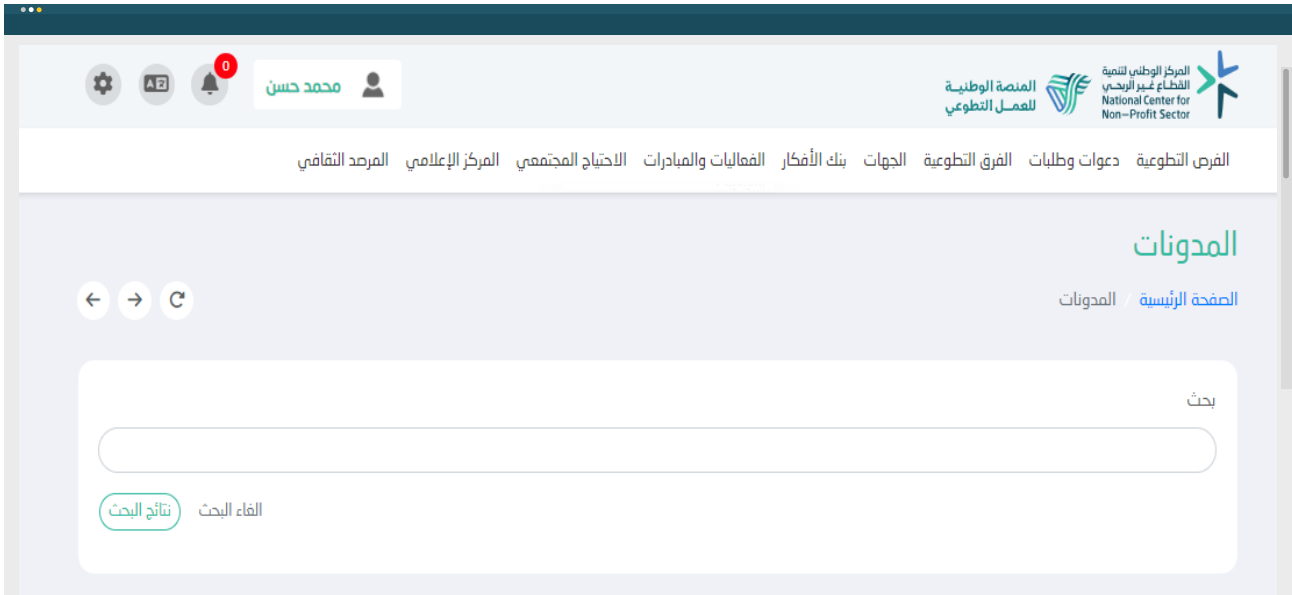 المركز الوطني لتنمية
القطاع غير الربحي
National Center for
Non-Profit Sector
المنصة الوطنية
للعمل التطوعي
محمد حسن
0
الفرص التطوعية دعوات وطلبات الفرق التطوعية الجهات بنك الأفكار الفعاليات والمبادرات الاحتياج المجتمعي المركز الإعلامي المرصد الثقافي
المدونات
الصفحة الرئيسية / المدونات
بحث
الغاء البحث نتائج البحث